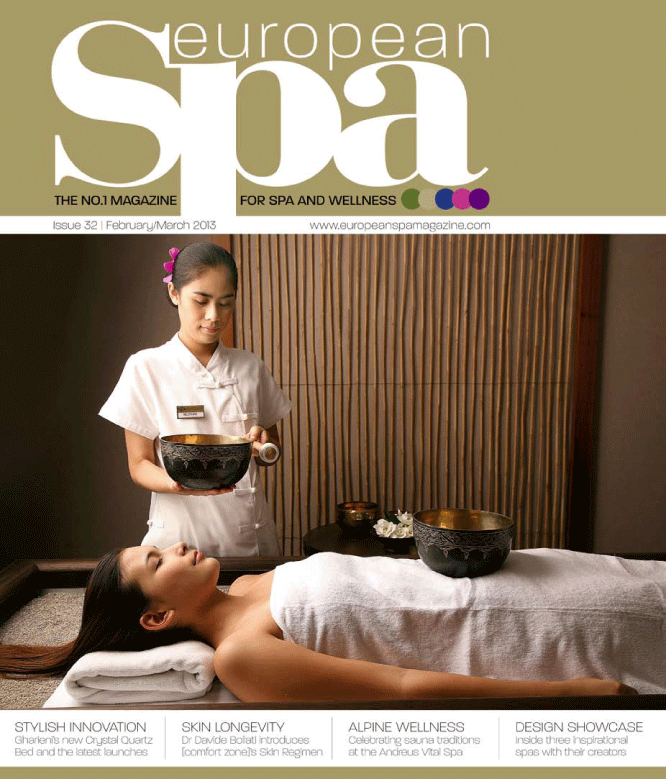 european
Spa
THE NO.1 MAGAZINE FOR SPA AND WELLNESS
Issue 32 | February/March 2013 www.europeanspamagazine.com
STYLISH INNOVATION
Gharieni's new Crystal Quartz
Bed and the latest launches
SKIN LONGEVITY
Dr Davide Bollati introduces
[comfort zone]'s Skin Regimen
ALPINE WELLNESS
Celebrating sauna traditions
at the Andreus Vital Spa
DESIGN SHOWCASE
Inside three inspirational
spas with their creators